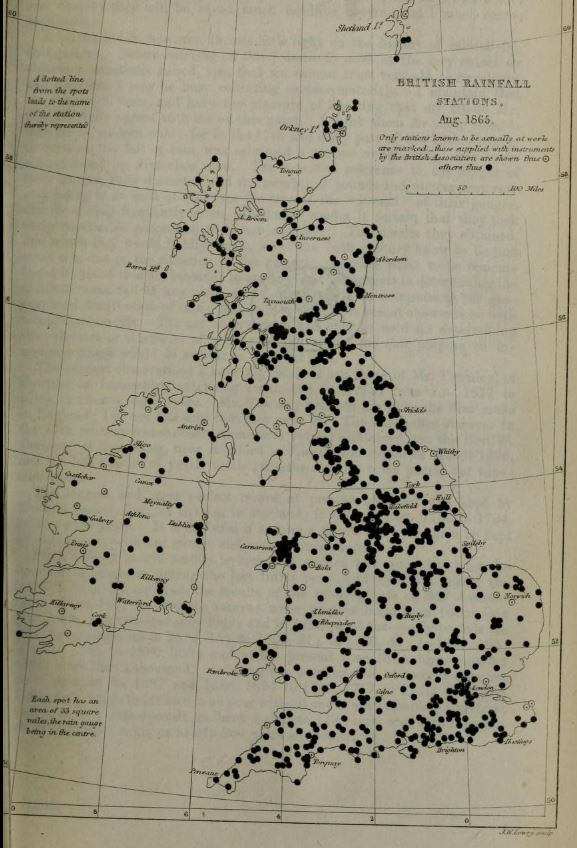 60
60
Shetland Iˢ
A dotted line
from the spots
leads to the name
of the station
thereby represented
BRITISH RAINFALL
STATIONS,
Aug. 1865.
Only stations known to be actually at work
are marked_those supplied with instruments
by the British Association are shown thus ⊙
others thus ●
Orkney Iˢ
0 50 100 Miles
58
58
Tongue
Lewis
L. Broom
Inverness
Aberdeen
Barra Hᵈ
Montrose
Taymouth
56
Antrim
Shields
Sligo
Whitby
54
Castlebar
Cavan
York
Hull
Maynalty
Wakefield
Galway
Athlone
Dublin
Ennis
Carnarvon
Spilsby
Bala
Kilkenny
Norwich
Killarney
Waterford
Cork
Llanidloes
Rhayader
Rugby
52
Pembroke
Oxford
Calne
London
Each spot has an
area of 33 square
miles, the rain gauge
being in the centre.
Brighton
Hastings
Torquay
Penzance
50
8
6
4
2
0
J.W. Lowry sculp.